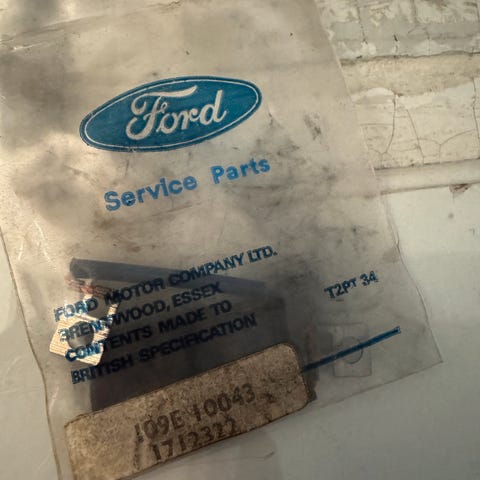 Ford
Service Parts
FORD MOTOR COMPANY LTD.
BRENTWOOD, ESSEX
CONTENTS MADE TO
BRITISH SPECIFICATION
T2PT 34
109E 10043
1712322